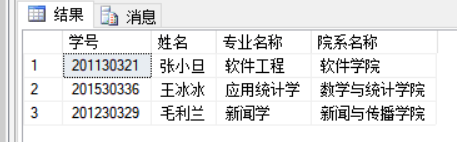 结果 消息
学号 姓名 专业名称 院系名称
1 201130321 张小旦 软件工程 软件学院
2 201530336 王冰冰 应用统计学 数学与统计学院
3 201230329 毛利兰 新闻学 新闻与传播学院